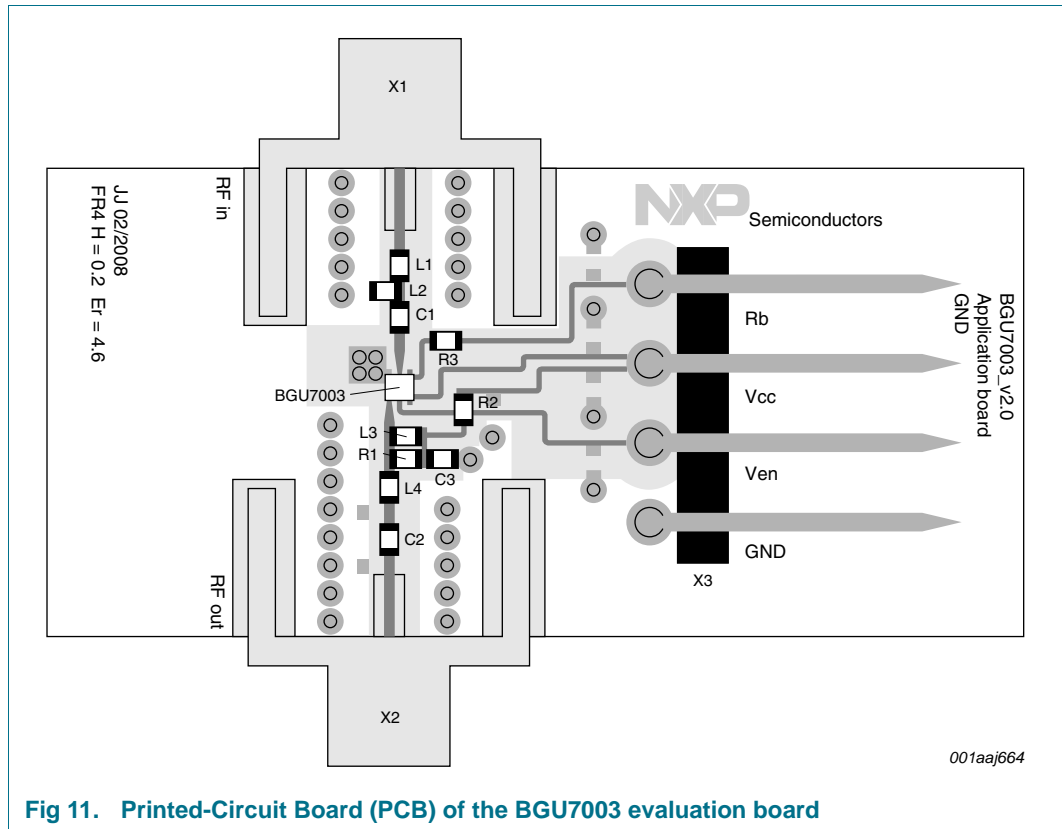 X1
RF in
JJ 02/2008
FR4 H = 0.2 Er = 4.6
NXP Semiconductors
L1
L2
C1
R3
BGU7003
R2
L3
R1
C3
L4
C2
Rb
Vcc
Ven
GND
X3
BGU7003_v2.0
Application board
GND
RF out
X2
001aaj664
Fig 11. Printed-Circuit Board (PCB) of the BGU7003 evaluation board